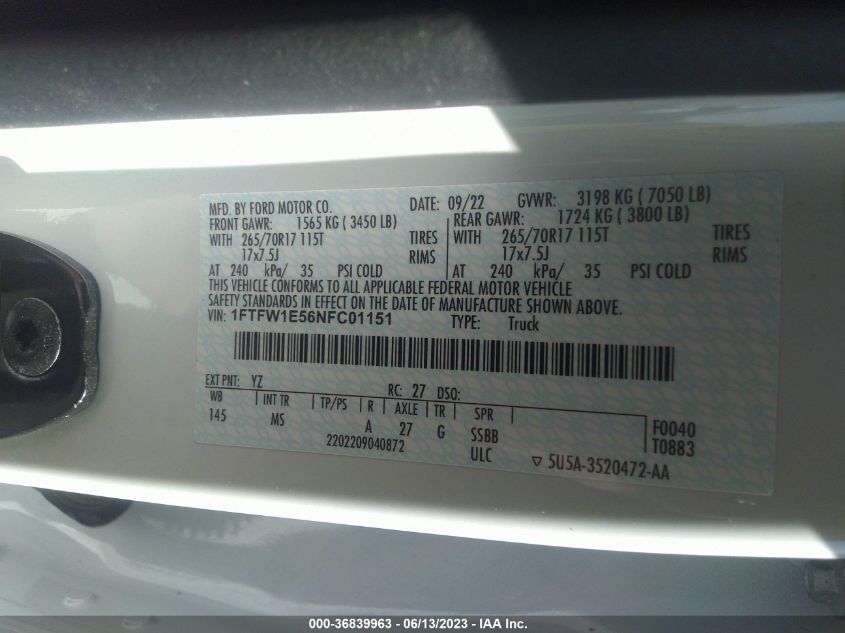 MFD. BY FORD MOTOR CO. DATE: 09/22 GVWR: 3198 KG ( 7050 LB)
FRONT GAWR: 1565 KG ( 3450 LB) REAR GAWR: 1724 KG ( 3800 LB)
WITH 265/70R17 115T TIRES WITH 265/70R17 115T TIRES
17x7.5J RIMS 17x7.5J RIMS
AT 240 kPa/ 35 PSI COLD AT 240 kPa/ 35 PSI COLD
THIS VEHICLE CONFORMS TO ALL APPLICABLE FEDERAL MOTOR VEHICLE
SAFETY STANDARDS IN EFFECT ON THE DATE OF MANUFACTURE SHOWN ABOVE.
VIN: 1FTFW1E56NFC01151 TYPE: Truck
EXT PNT: YZ RC: 27 DSO:
WB INT TR TP/PS R AXLE TR SPR
145 MS A 27 G SSBB F0040
2202209040872 ULC T0883
▽ 5U5A-3520472-AA
000-36839963 - 06/13/2023 - IAA Inc.